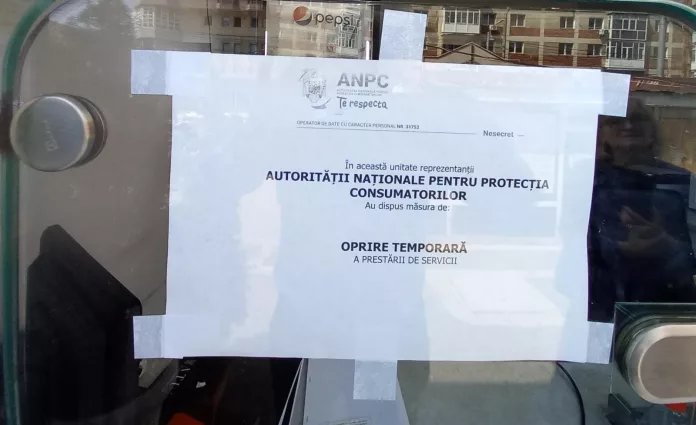 pepsi
ANPC
Te respectă
OPERATOR DE DATE CU CARACTER PERSONAL NR. 33753
Nesecret
În această unitate reprezentanții
AUTORITĂȚII NAȚIONALE PENTRU PROTECȚIA
CONSUMATORILOR
Au dispus măsura de:
OPRIRE TEMPORARĂ
A PRESTĂRII DE SERVICII